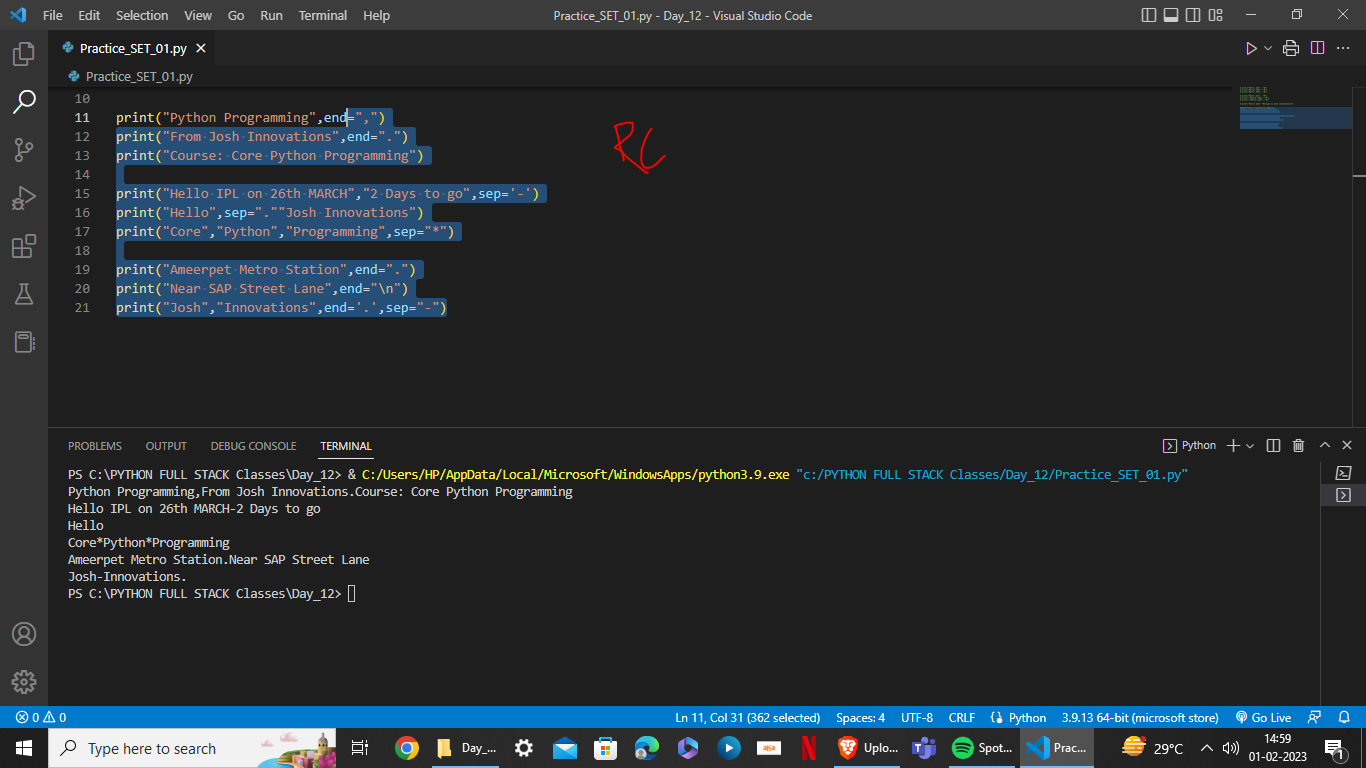 File Edit Selection View Go Run Terminal Help Practice_SET_01.py - Day_12 - Visual Studio Code
Practice_SET_01.py
Practice_SET_01.py
10
11 print("Python Programming",end=",")
12 print("From Josh Innovations",end=".")
13 print("Course: Core Python Programming")
14
15 print("Hello IPL on 26th MARCH","2 Days to go",sep='-')
16 print("Hello",sep=".""Josh Innovations")
17 print("Core","Python","Programming",sep="*")
18
19 print("Ameerpet Metro Station",end=".")
20 print("Near SAP Street Lane",end="\n")
21 print("Josh","Innovations",end='.',sep="-")
PROBLEMS OUTPUT DEBUG CONSOLE TERMINAL Python
PS C:\PYTHON FULL STACK Classes\Day_12> & C:/Users/HP/AppData/Local/Microsoft/WindowsApps/python3.9.exe "c:/PYTHON FULL STACK Classes/Day_12/Practice_SET_01.py"
Python Programming,From Josh Innovations.Course: Core Python Programming
Hello IPL on 26th MARCH-2 Days to go
Hello
Core*Python*Programming
Ameerpet Metro Station.Near SAP Street Lane
Josh-Innovations.
PS C:\PYTHON FULL STACK Classes\Day_12>
0 0 Ln 11, Col 31 (362 selected) Spaces: 4 UTF-8 CRLF Python 3.9.13 64-bit (microsoft store) Go Live
Type here to search Day_... Uplo... Spot... Prac... 29°C 14:59
01-02-2023 1